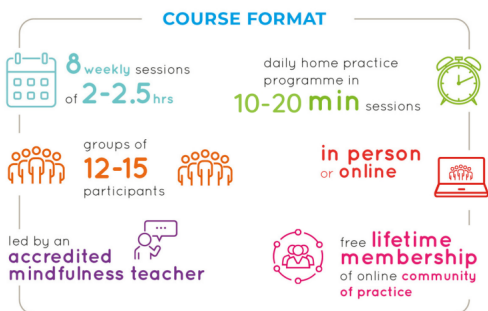 COURSE FORMAT
8 weekly sessions
of 2-2.5 hrs
daily home practice
programme in
10-20 min sessions
groups of
12-15
participants
in person
or online
led by an
accredited
mindfulness teacher
free lifetime
membership
of online community
of practice